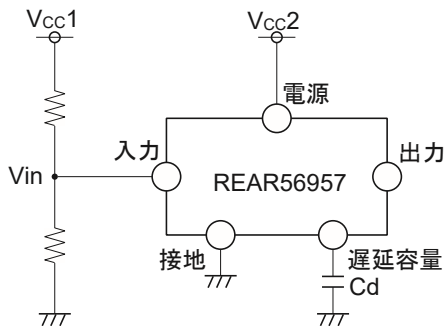 VCC1
VCC2
電源
入力
出力
Vin
REAR56957
接地
遅延容量
Cd